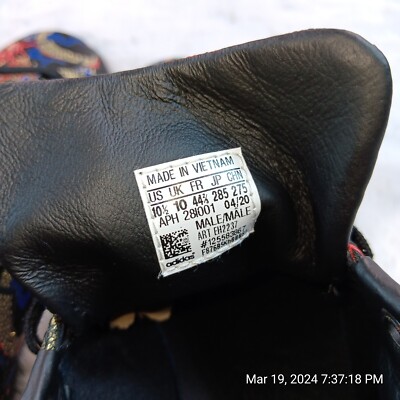 MADE IN VIETNAM
US UK FR JP CHN
10½ 10 44⅔ 285 275
APH 28I001 04/20
MALE/MALE
ART EH2237
adidas
Mar 19, 2024 7:37:18 PM